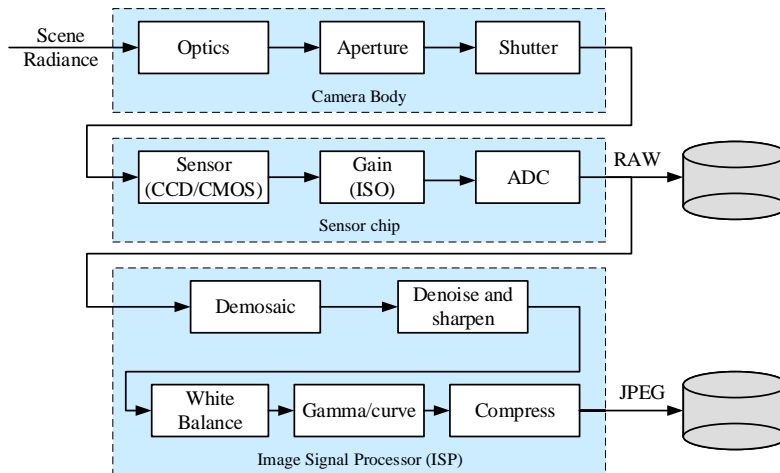 Scene
Radiance
Optics
Aperture
Shutter
Camera Body
Sensor
(CCD/CMOS)
Gain
(ISO)
ADC
RAW
Sensor chip
Demosaic
Denoise and
sharpen
White
Balance
Gamma/curve
Compress
JPEG
Image Signal Processor (ISP)